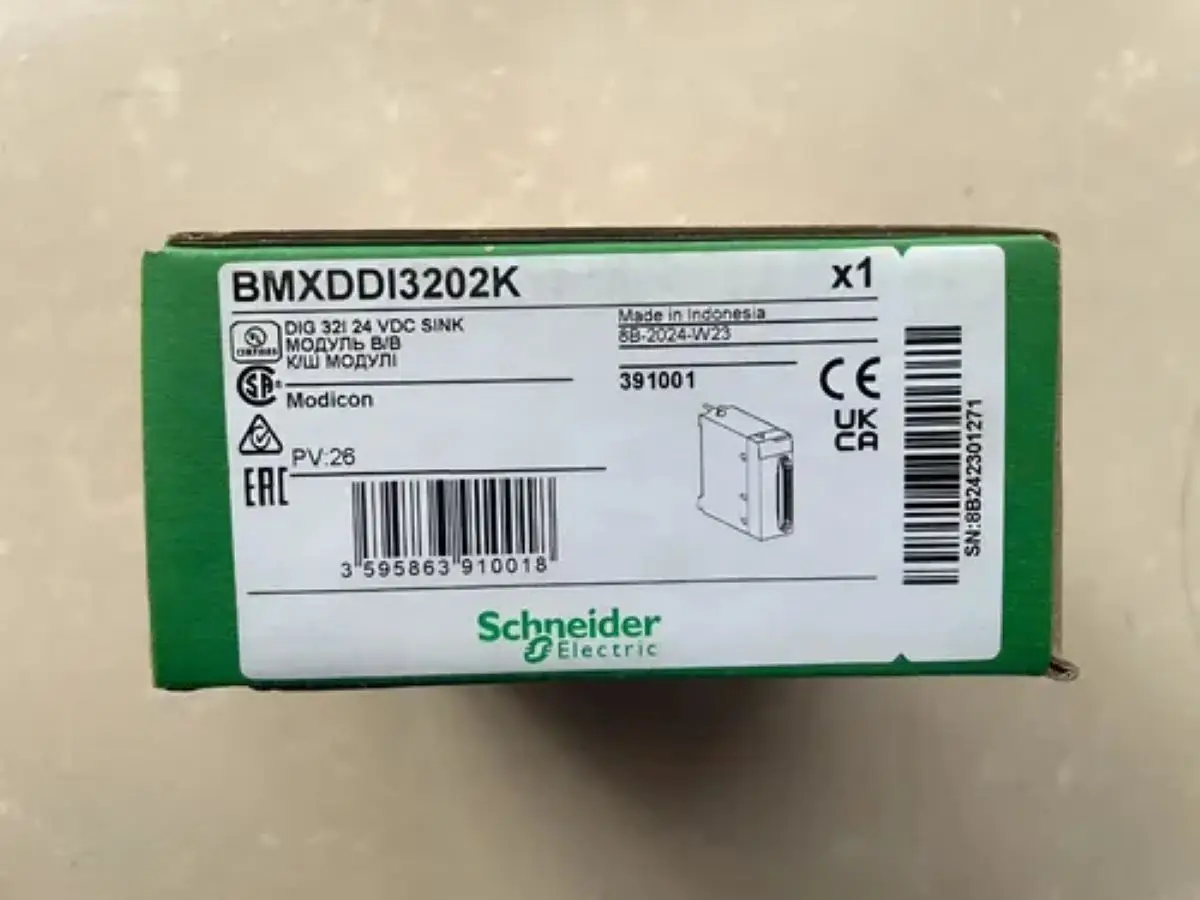 BMXDDI3202K
x1
DIG 32I 24 VDC SINK
МОДУЛЬ В/В
К/Ш МОДУЛІ
Made in Indonesia
8B-2024-W23
391001
Modicon
PV:26
EAC
CE
UK
CA
SA
3 595863 910018
SN:8B242301271
Schneider
Electric